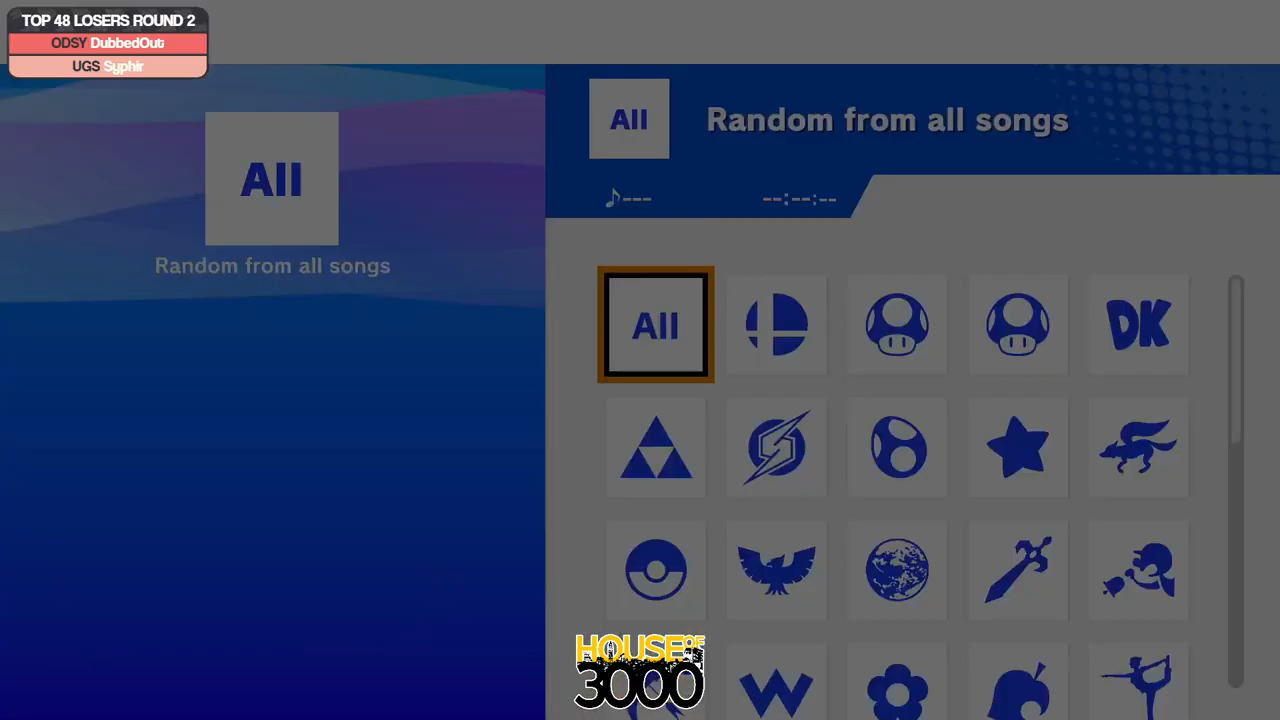 TOP 48 LOSERS ROUND 2
ODSY DubbedOut
UGS Syphir
All
Random from all songs
All
Random from all songs
♪---
--:--:--
All
DK
W
HOUSE OF
3000